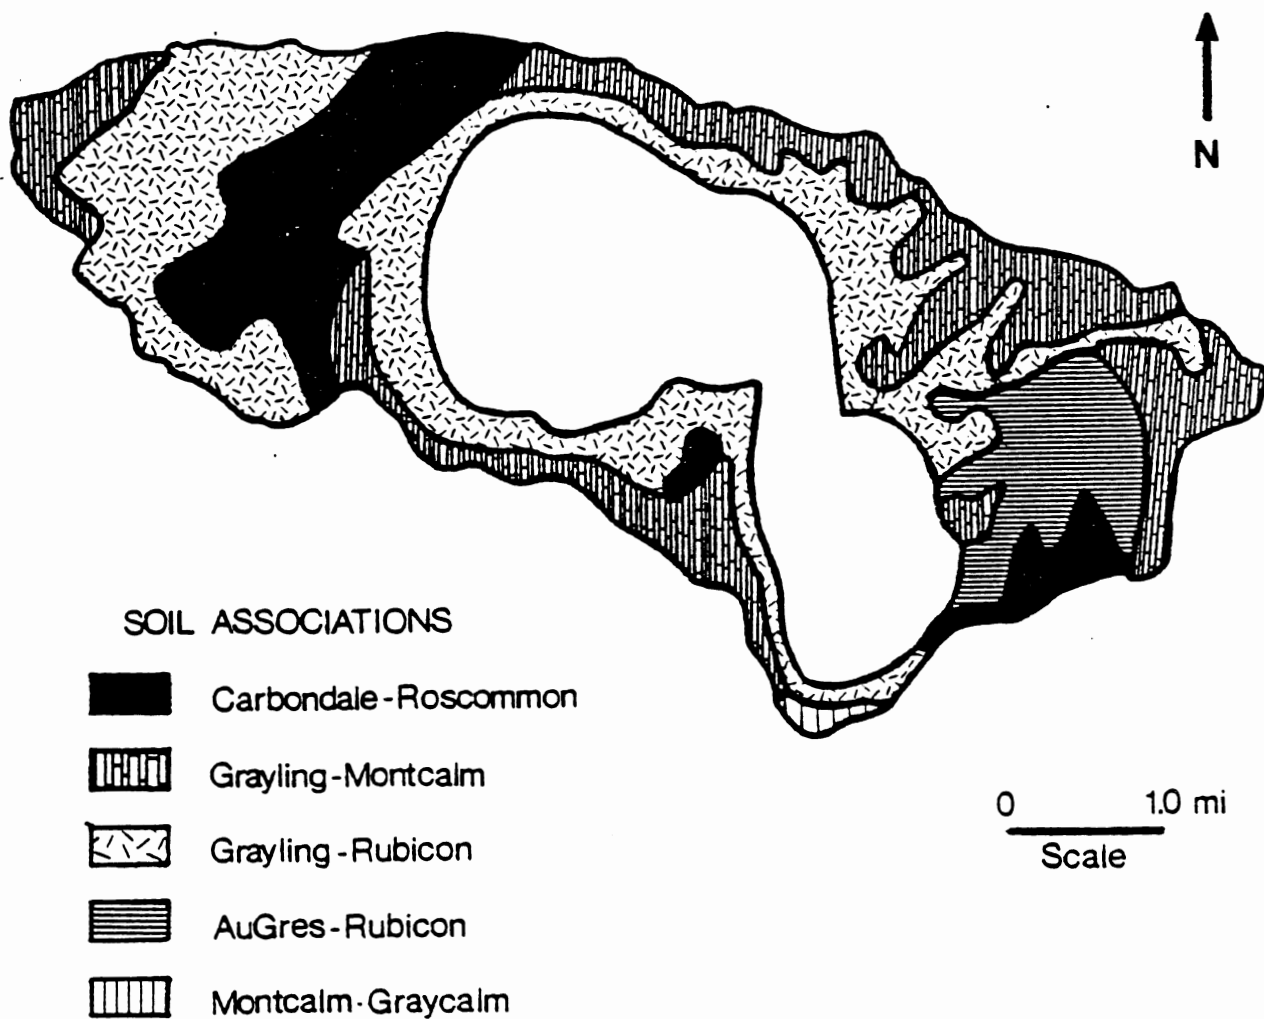 N
SOIL ASSOCIATIONS
Carbondale-Roscommon
Grayling-Montcalm
Grayling-Rubicon
AuGres-Rubicon
Montcalm-Graycalm
0 1.0 mi
Scale